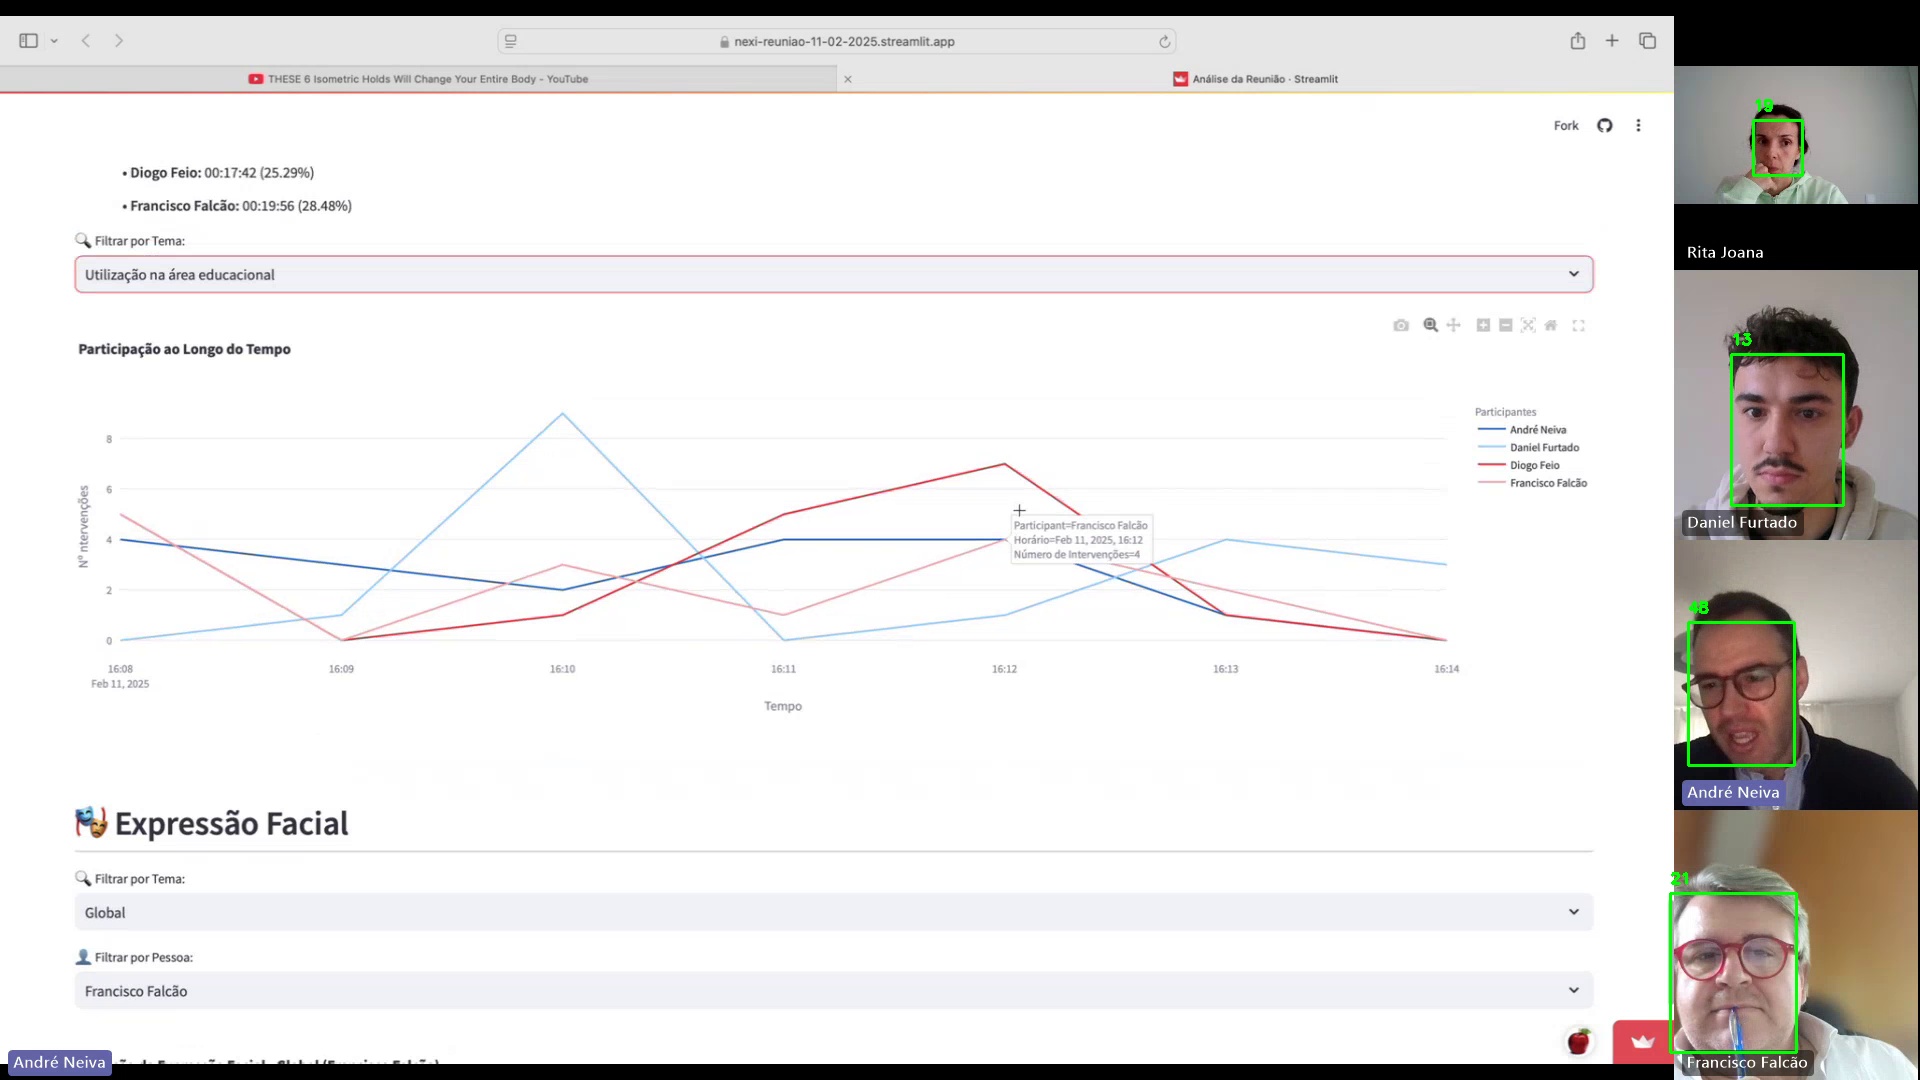 nexi-reuniao-11-02-2025.streamlit.app
THESE 6 Isometric Holds Will Change Your Entire Body - YouTube
Análise da Reunião · Streamlit
Fork
• Diogo Feio: 00:17:42 (25.29%)
• Francisco Falcão: 00:19:56 (28.48%)
Filtrar por Tema:
Utilização na área educacional
Participação ao Longo do Tempo
Participantes
André Neiva
Daniel Furtado
Diogo Feio
Francisco Falcão
Nº ntervenções
8
6
4
2
0
Participant=Francisco Falcão
Horário=Feb 11, 2025, 16:12
Número de Intervenções=4
16:08
Feb 11, 2025
16:09
16:10
16:11
16:12
16:13
16:14
Tempo
Expressão Facial
Filtrar por Tema:
Global
Filtrar por Pessoa:
Francisco Falcão
André Neiva
19
Rita Joana
13
Daniel Furtado
48
André Neiva
21
Francisco Falcão